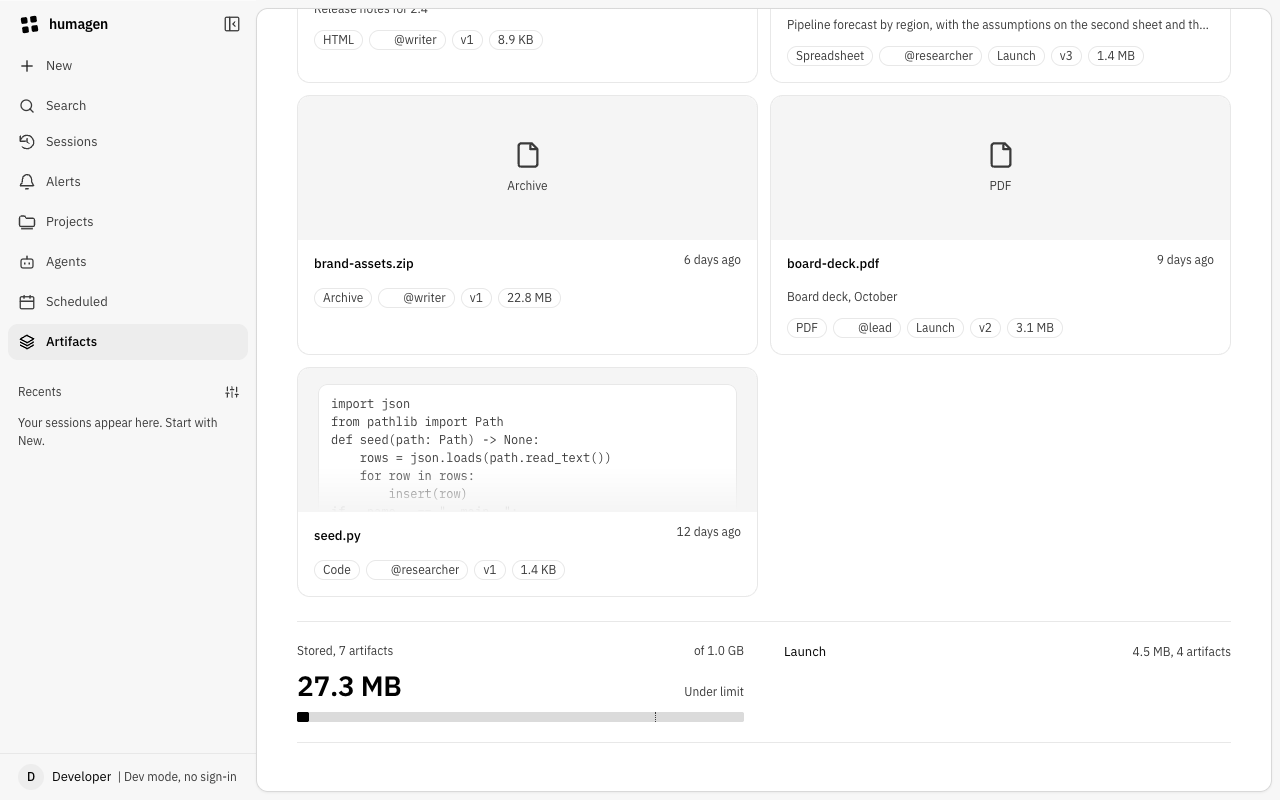 humagen
New
Search
Sessions
Alerts
Projects
Agents
Scheduled
Artifacts
Recents
Your sessions appear here. Start with
New.
Developer | Dev mode, no sign-in
Release notes for 2.4
HTML @writer v1 8.9 KB
Pipeline forecast by region, with the assumptions on the second sheet and th...
Spreadsheet @researcher Launch v3 1.4 MB
Archive
brand-assets.zip 6 days ago
Archive @writer v1 22.8 MB
PDF
board-deck.pdf 9 days ago
Board deck, October
PDF @lead Launch v2 3.1 MB
import json
from pathlib import Path
def seed(path: Path) -> None:
    rows = json.loads(path.read_text())
    for row in rows:
        insert(row)
seed.py 12 days ago
Code @researcher v1 1.4 KB
Stored, 7 artifacts of 1.0 GB
27.3 MB Under limit
Launch 4.5 MB, 4 artifacts
D